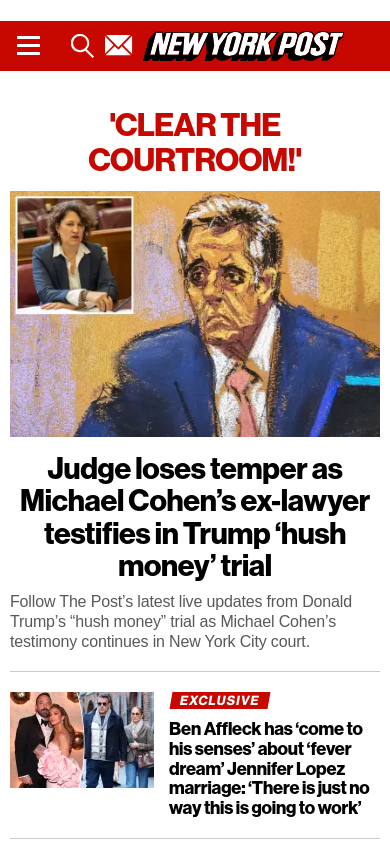 NEW YORK POST
'CLEAR THE
COURTROOM!'
Judge loses temper as
Michael Cohen’s ex-lawyer
testifies in Trump ‘hush
money’ trial
Follow The Post’s latest live updates from Donald
Trump’s “hush money” trial as Michael Cohen’s
testimony continues in New York City court.
EXCLUSIVE
Ben Affleck has ‘come to
his senses’ about ‘fever
dream’ Jennifer Lopez
marriage: ‘There is just no
way this is going to work’